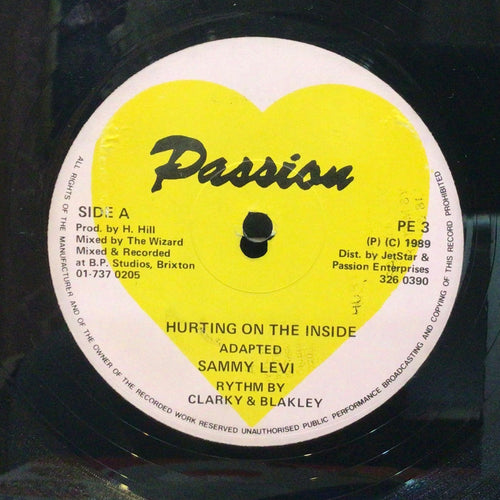 Passion
SIDE A
Prod. by H. Hill
Mixed by The Wizard
Mixed & Recorded
at B.P. Studios, Brixton
01-737 0205
PE 3
(P) (C) 1989
Dist. by JetStar &
Passion Enterprises
326 0390
HURTING ON THE INSIDE
ADAPTED
SAMMY LEVI
RYTHM BY
CLARKY & BLAKLEY
ALL RIGHTS OF THE MANUFACTURER AND OF THE OWNER OF THE RECORDED WORK RESERVED UNAUTHORISED PUBLIC PERFORMANCE BROADCASTING AND COPYING OF THIS RECORD PROHIBITED